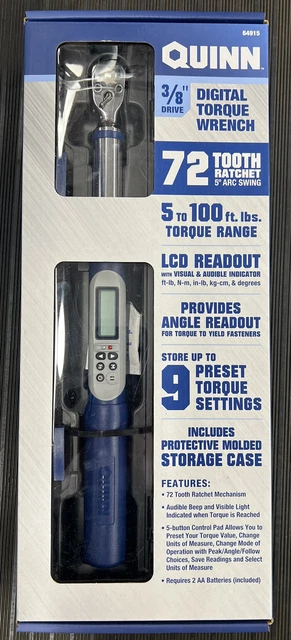 64915
QUINN™
3/8"
DRIVE
DIGITAL
TORQUE
WRENCH
72 TOOTH
RATCHET
5° ARC SWING
5 TO 100 ft. lbs.
TORQUE RANGE
LCD READOUT
WITH VISUAL & AUDIBLE INDICATOR
ft-lb, N-m, in-lb, kg-cm, & degrees
PROVIDES
ANGLE READOUT
FOR TORQUE TO YIELD FASTENERS
STORE UP TO
9 PRESET
TORQUE
SETTINGS
INCLUDES
PROTECTIVE MOLDED
STORAGE CASE
FEATURES:
• 72 Tooth Ratchet Mechanism
• Audible Beep and Visible Light
Indicated when Torque is Reached
• 5-button Control Pad Allows You to
Preset Your Torque Value, Change
Units of Measure, Change Mode of
Operation with Peak/Angle/Follow
Choices, Save Readings and Select
Units of Measure
• Requires 2 AA Batteries (included)